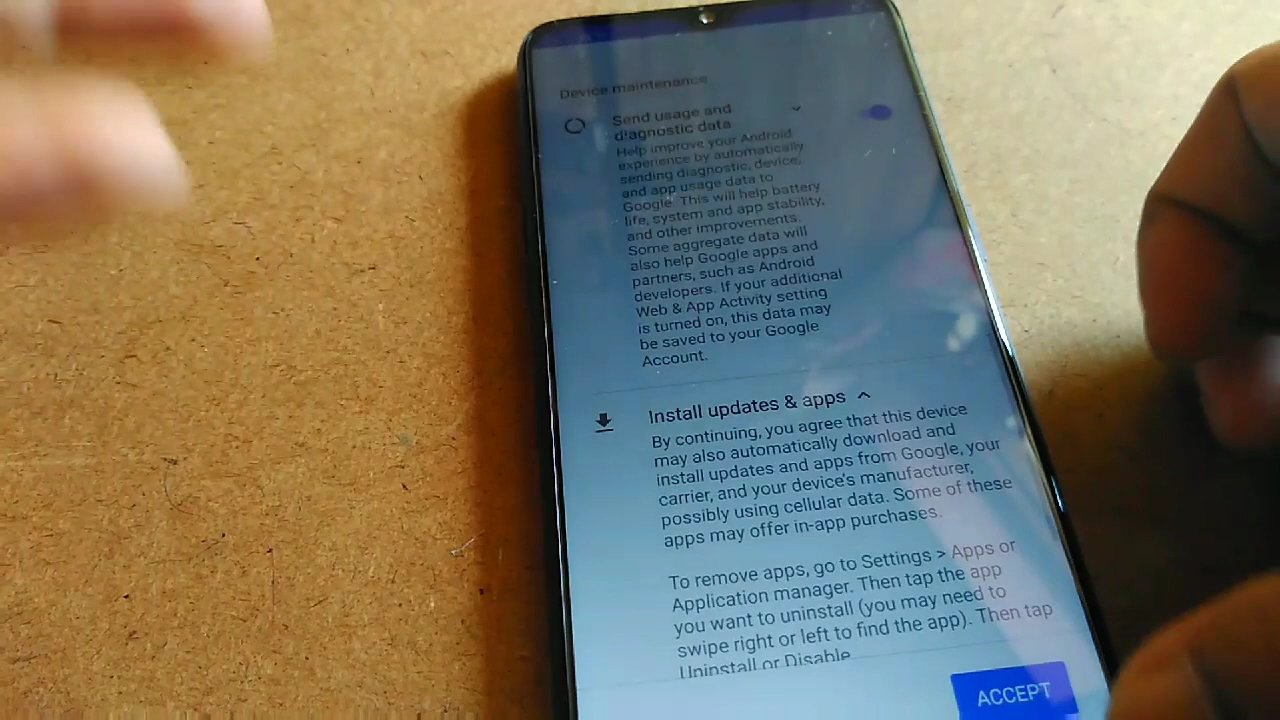 Device maintenance
Send usage and
diagnostic data
Help improve your Android
experience by automatically
sending diagnostic, device,
and app usage data to
Google. This will help battery
life, system and app stability,
and other improvements.
Some aggregate data will
also help Google apps and
partners, such as Android
developers. If your additional
Web & App Activity setting
is turned on, this data may
be saved to your Google
Account.
Install updates & apps
By continuing, you agree that this device
may also automatically download and
install updates and apps from Google, your
carrier, and your device's manufacturer,
possibly using cellular data. Some of these
apps may offer in-app purchases.
To remove apps, go to Settings > Apps or
Application manager. Then tap the app
you want to uninstall (you may need to
swipe right or left to find the app). Then tap
Uninstall or Disable
ACCEPT